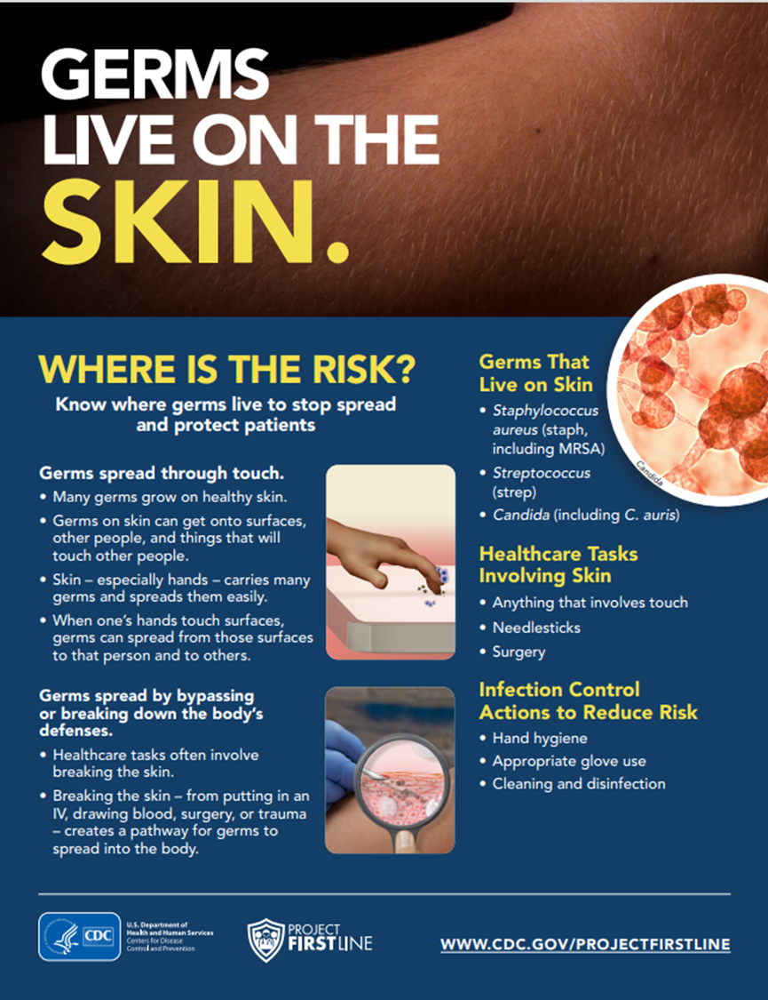 GERMS
LIVE ON THE
SKIN.
WHERE IS THE RISK?
Know where germs live to stop spread
and protect patients
Germs spread through touch.
• Many germs grow on healthy skin.
• Germs on skin can get onto surfaces,
other people, and things that will
touch other people.
• Skin – especially hands – carries many
germs and spreads them easily.
• When one’s hands touch surfaces,
germs can spread from those surfaces
to that person and to others.
Germs spread by bypassing
or breaking down the body’s
defenses.
• Healthcare tasks often involve
breaking the skin.
• Breaking the skin – from putting in an
IV, drawing blood, surgery, or trauma
– creates a pathway for germs to
spread into the body.
Germs That
Live on Skin
• Staphylococcus
aureus (staph,
including MRSA)
• Streptococcus
(strep)
• Candida (including C. auris)
Candida
Healthcare Tasks
Involving Skin
• Anything that involves touch
• Needlesticks
• Surgery
Infection Control
Actions to Reduce Risk
• Hand hygiene
• Appropriate glove use
• Cleaning and disinfection
CDC
U.S. Department of
Health and Human Services
Centers for Disease
Control and Prevention
PROJECT
FIRSTLINE
WWW.CDC.GOV/PROJECTFIRSTLINE